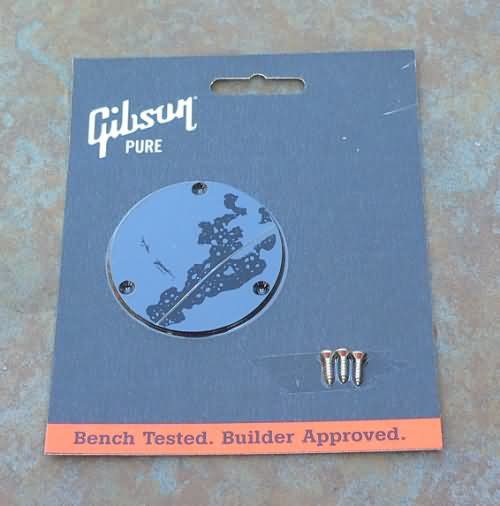 Gibson
PURE
Bench Tested. Builder Approved.